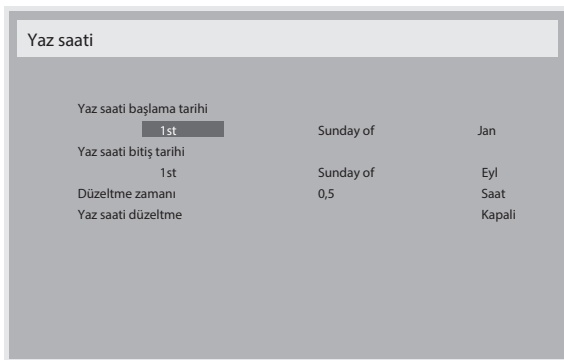 Yaz saati
Yaz saati başlama tarihi
1st Sunday of Jan
Yaz saati bitiş tarihi
1st Sunday of Eyl
Düzeltme zamanı 0,5 Saat
Yaz saati düzeltme Kapali